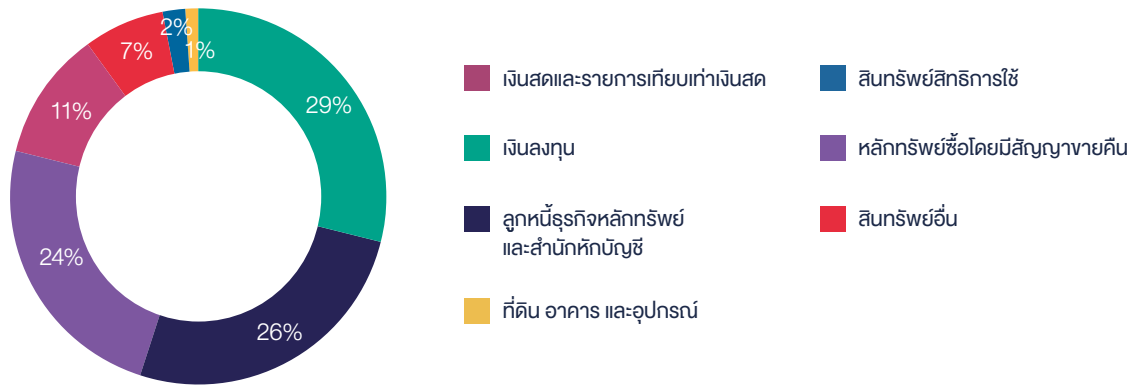 2%
1%
7%
29%
11%
24%
26%
เงินสดและรายการเทียบเท่าเงินสด
เงินลงทุน
ลูกหนี้ธุรกิจหลักทรัพย์
และสำนักหักบัญชี
ที่ดิน อาคาร และอุปกรณ์
สินทรัพย์สิทธิการใช้
หลักทรัพย์ซื้อโดยมีสัญญาขายคืน
สินทรัพย์อื่น